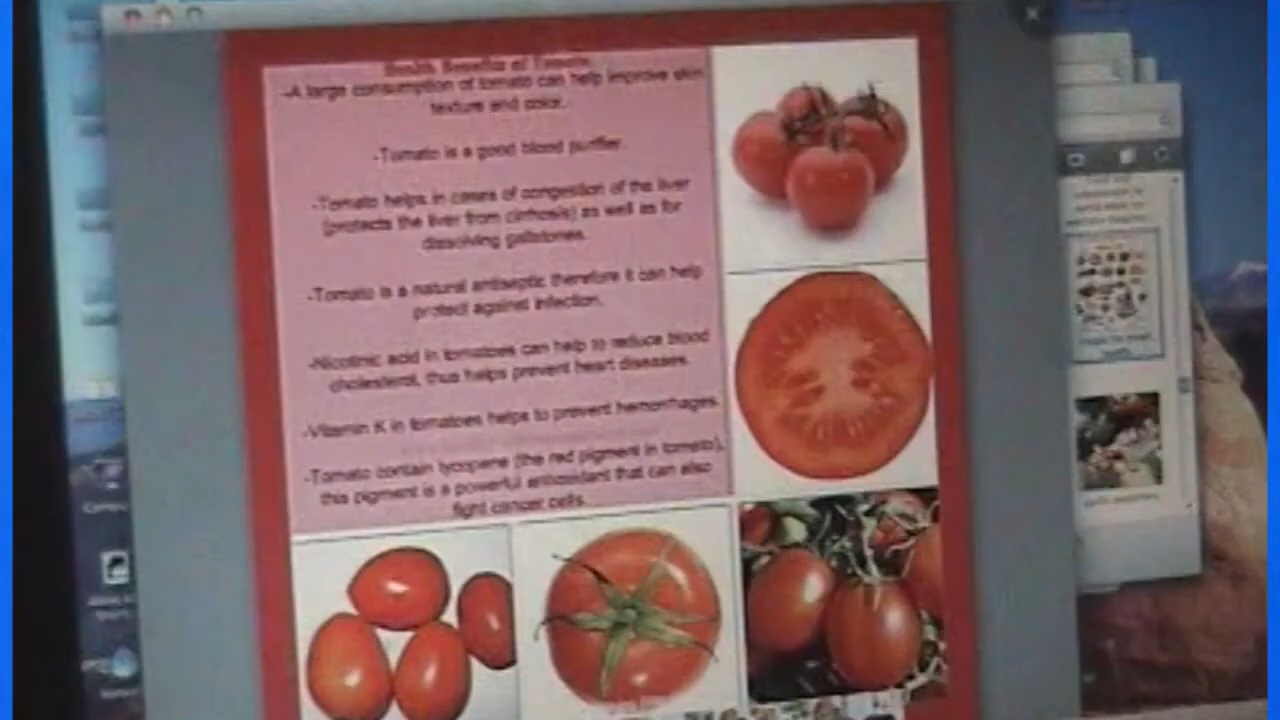 Health Benefits of Tomato
-A large consumption of tomato can help improve skin
texture and color.
-Tomato is a good blood purifier.
-Tomato helps in cases of congestion of the liver
(protects the liver from cirrhosis) as well as for
dissolving gallstones.
-Tomato is a natural antiseptic therefore it can help
protect against infection.
-Nicotinic acid in tomatoes can help to reduce blood
cholesterol, thus helps prevent heart diseases.
-Vitamin K in tomatoes helps to prevent hemorrhages.
-Tomato contain lycopene (the red pigment in tomato),
this pigment is a powerful antioxidant that can also
fight cancer cells.